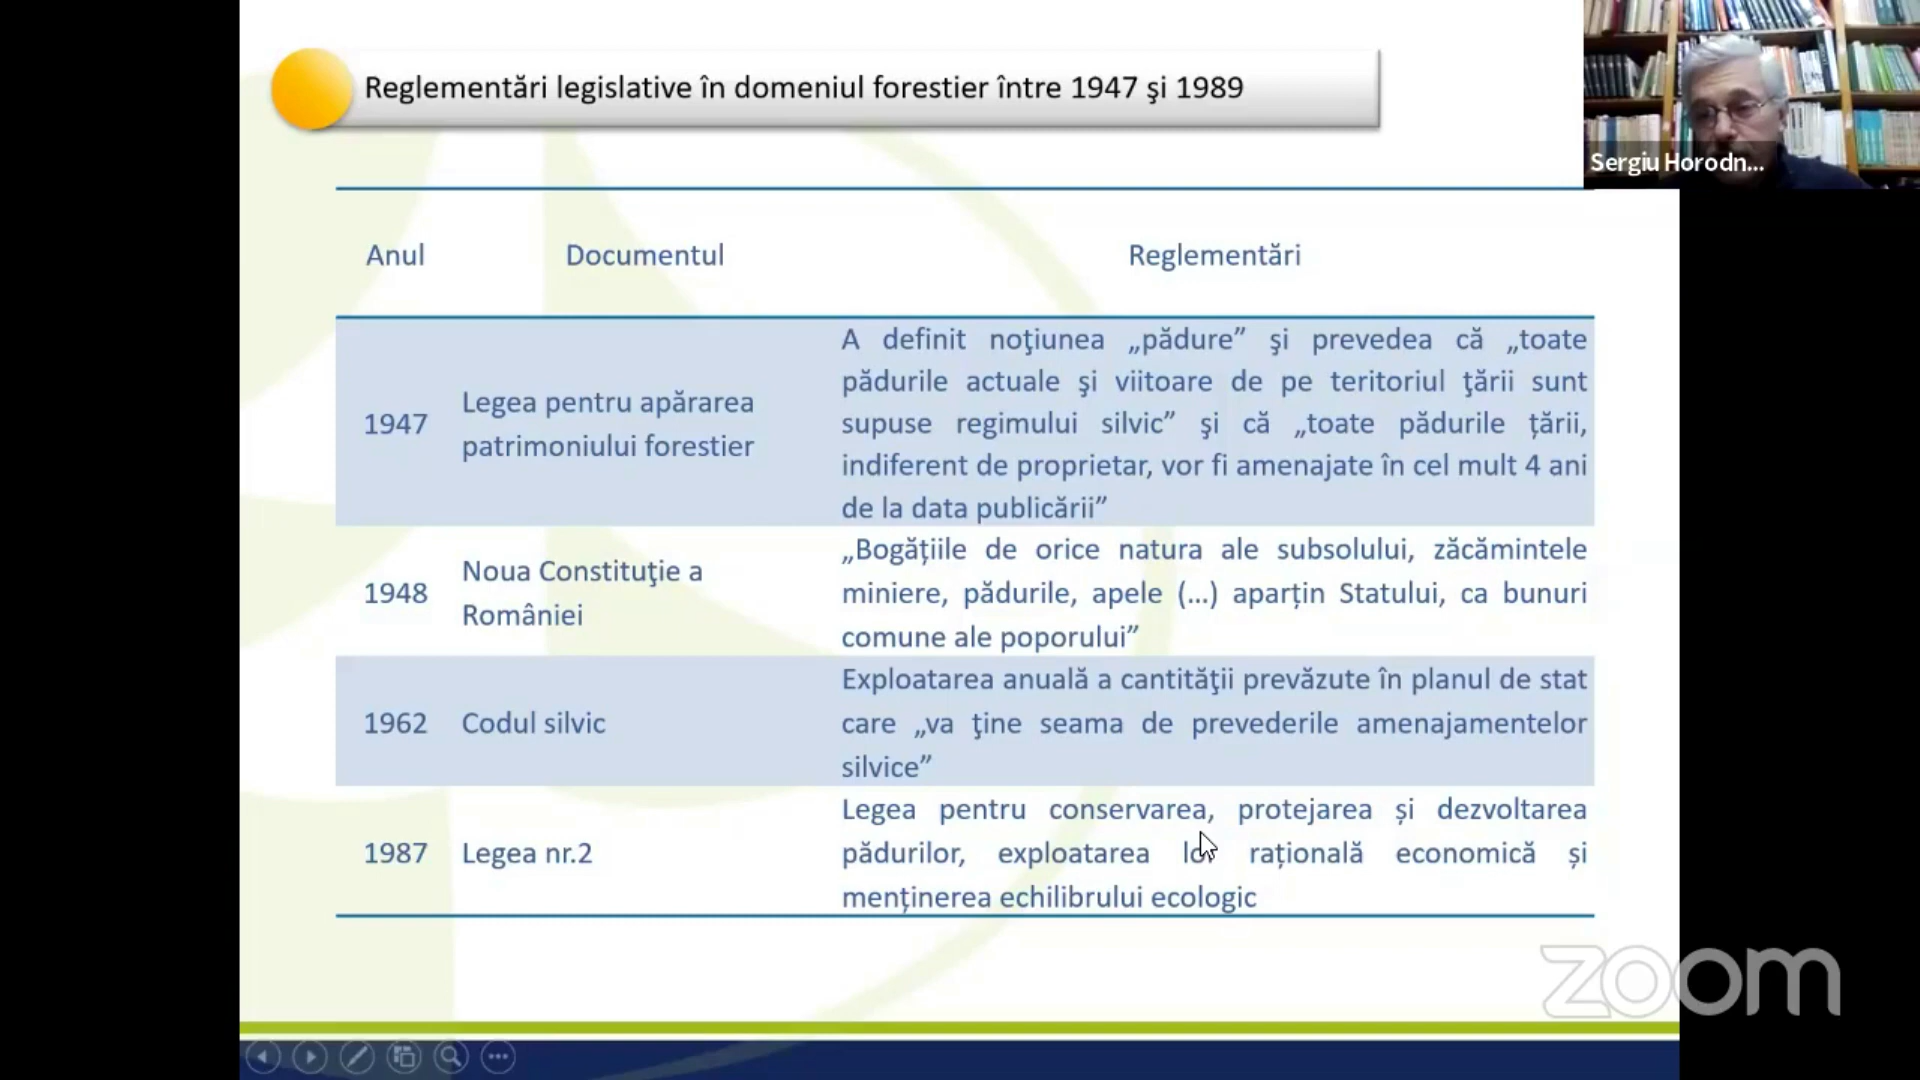 Reglementări legislative în domeniul forestier între 1947 şi 1989
Sergiu Horodn...
Anul Documentul Reglementări
1947
Legea pentru apărarea
patrimoniului forestier
A definit noţiunea „pădure” şi prevedea că „toate
pădurile actuale şi viitoare de pe teritoriul ţării sunt
supuse regimului silvic” şi că „toate pădurile țării,
indiferent de proprietar, vor fi amenajate în cel mult 4 ani
de la data publicării”
1948
Noua Constituţie a
României
„Bogățiile de orice natura ale subsolului, zăcămintele
miniere, pădurile, apele (...) aparțin Statului, ca bunuri
comune ale poporului”
1962
Codul silvic
Exploatarea anuală a cantităţii prevăzute în planul de stat
care „va ţine seama de prevederile amenajamentelor
silvice”
1987
Legea nr.2
Legea pentru conservarea, protejarea și dezvoltarea
pădurilor, exploatarea lor rațională economică și
menținerea echilibrului ecologic
zoom